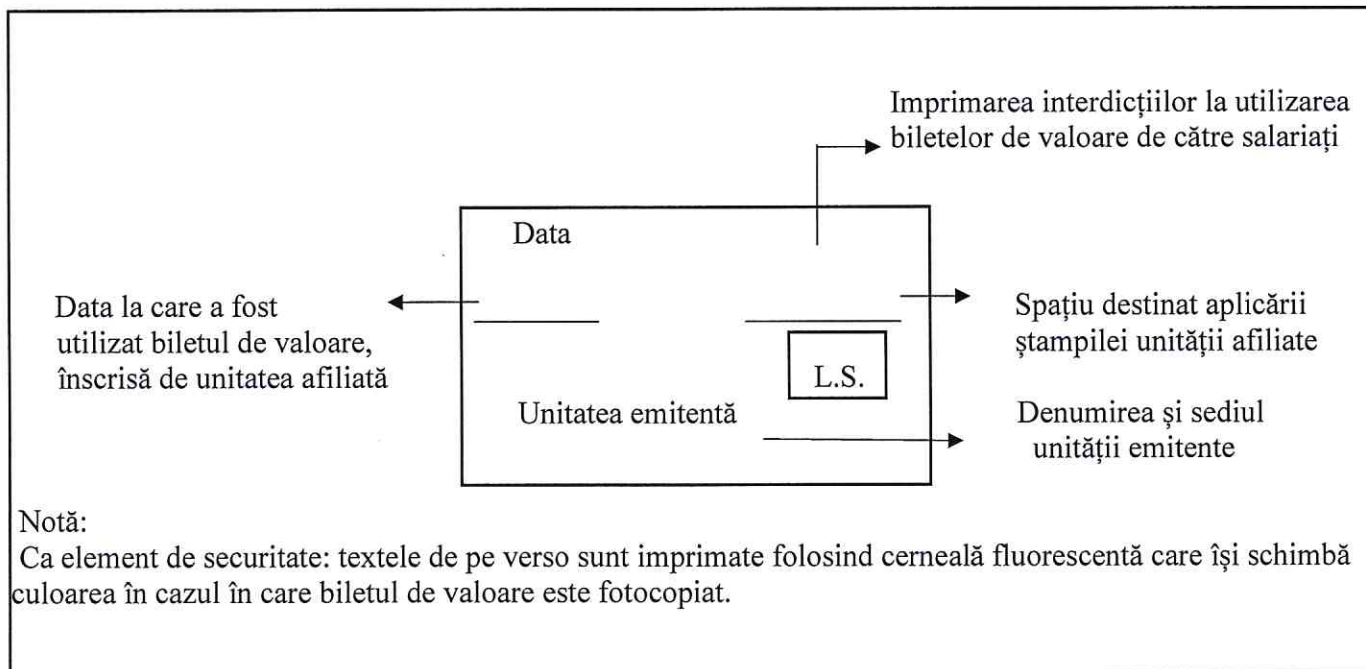 Imprimarea interdicțiilor la utilizarea
biletelor de valoare de către salariați
Data
Data la care a fost
utilizat biletul de valoare,
înscrisă de unitatea afiliată
Spațiu destinat aplicării
ștampilei unității afiliate
L.S.
Unitatea emitentă
Denumirea și sediul
unității emitente
Notă:
Ca element de securitate: textele de pe verso sunt imprimate folosind cerneală fluorescentă care își schimbă
culoarea în cazul în care biletul de valoare este fotocopiat.